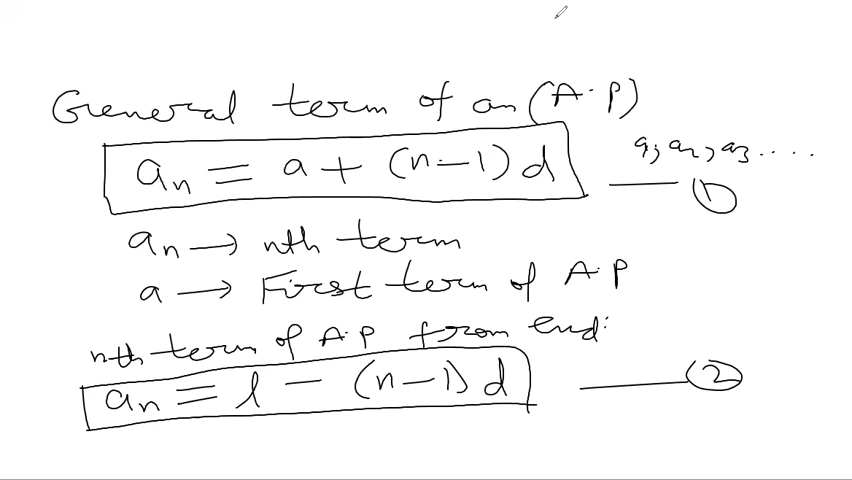 General term of an (A.P)
an = a + (n-1) d
a1, a2, a3.....
1
an → nth term
a → First term of A.P
nth term of A.P from end:
an = l - (n-1) d
2